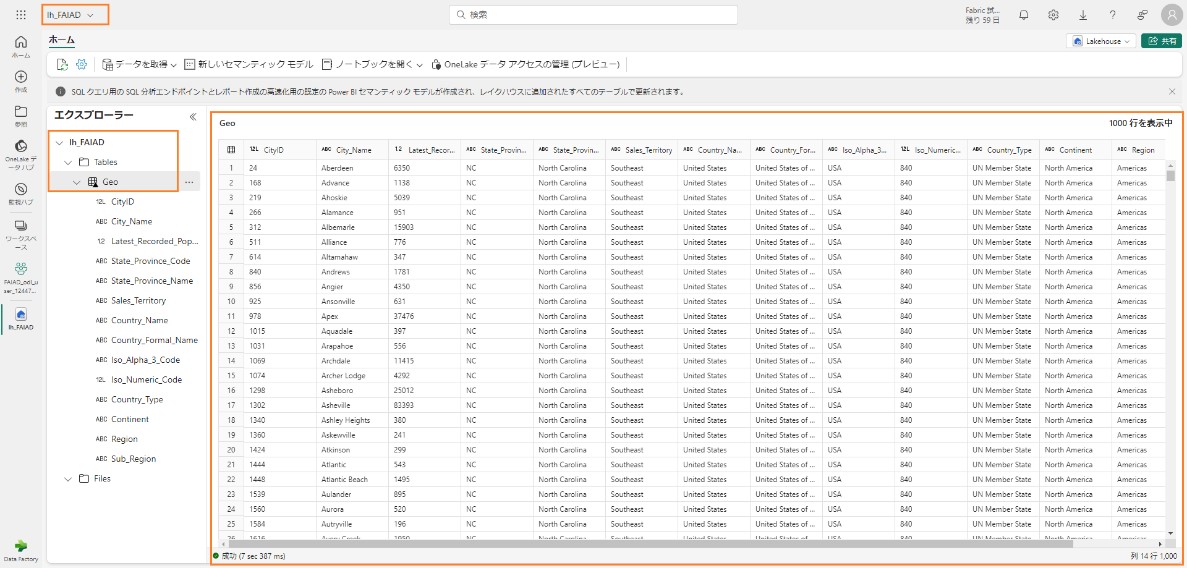 lh_FAIAD
検索
Fabric 試...
残り 59 日
ホーム
Lakehouse
共有
データを取得
新しいセマンティック モデル
ノートブックを開く
OneLake データ アクセスの管理 (プレビュー)
SQL クエリ用の SQL 分析エンドポイントとレポート作成の高速化用の既定の Power BI セマンティック モデルが作成され、レイクハウスに追加されたすべてのテーブルで更新されます。
ホーム
作成
参照
OneLake デ
ータ ハブ
監視ハブ
ワークスペ
ース
FAIAD_odl_u
ser_12447...
lh_FAIAD
Data Factory
エクスプローラー
lh_FAIAD
Tables
Geo
12L CityID
ABC City_Name
12 Latest_Recorded_Pop...
ABC State_Province_Code
ABC State_Province_Name
ABC Sales_Territory
ABC Country_Name
ABC Country_Formal_Name
ABC Iso_Alpha_3_Code
12L Iso_Numeric_Code
ABC Country_Type
ABC Continent
ABC Region
ABC Sub_Region
Files
Geo
1000 行を表示中
12L CityID ABC City_Name 12 Latest_Recor... ABC State_Provin... ABC State_Provin... ABC Sales_Territory ABC Country_Na... ABC Country_For... ABC Iso_Alpha_3... 12L Iso_Numeric... ABC Country_Type ABC Continent ABC Region
1 24 Aberdeen 6350 NC North Carolina Southeast United States United States of ... USA 840 UN Member State North America Americas
2 168 Advance 1138 NC North Carolina Southeast United States United States of ... USA 840 UN Member State North America Americas
3 219 Ahoskie 5039 NC North Carolina Southeast United States United States of ... USA 840 UN Member State North America Americas
4 266 Alamance 951 NC North Carolina Southeast United States United States of ... USA 840 UN Member State North America Americas
5 312 Albemarle 15903 NC North Carolina Southeast United States United States of ... USA 840 UN Member State North America Americas
6 511 Alliance 776 NC North Carolina Southeast United States United States of ... USA 840 UN Member State North America Americas
7 614 Altamahaw 347 NC North Carolina Southeast United States United States of ... USA 840 UN Member State North America Americas
8 840 Andrews 1781 NC North Carolina Southeast United States United States of ... USA 840 UN Member State North America Americas
9 856 Angier 4350 NC North Carolina Southeast United States United States of ... USA 840 UN Member State North America Americas
10 925 Ansonville 631 NC North Carolina Southeast United States United States of ... USA 840 UN Member State North America Americas
11 978 Apex 37476 NC North Carolina Southeast United States United States of ... USA 840 UN Member State North America Americas
12 1015 Aquadale 397 NC North Carolina Southeast United States United States of ... USA 840 UN Member State North America Americas
13 1031 Arapahoe 556 NC North Carolina Southeast United States United States of ... USA 840 UN Member State North America Americas
14 1069 Archdale 11415 NC North Carolina Southeast United States United States of ... USA 840 UN Member State North America Americas
15 1074 Archer Lodge 4292 NC North Carolina Southeast United States United States of ... USA 840 UN Member State North America Americas
16 1298 Asheboro 25012 NC North Carolina Southeast United States United States of ... USA 840 UN Member State North America Americas
17 1302 Asheville 83393 NC North Carolina Southeast United States United States of ... USA 840 UN Member State North America Americas
18 1340 Ashley Heights 380 NC North Carolina Southeast United States United States of ... USA 840 UN Member State North America Americas
19 1360 Askewville 241 NC North Carolina Southeast United States United States of ... USA 840 UN Member State North America Americas
20 1424 Atkinson 299 NC North Carolina Southeast United States United States of ... USA 840 UN Member State North America Americas
21 1444 Atlantic 543 NC North Carolina Southeast United States United States of ... USA 840 UN Member State North America Americas
22 1448 Atlantic Beach 1495 NC North Carolina Southeast United States United States of ... USA 840 UN Member State North America Americas
23 1539 Aulander 895 NC North Carolina Southeast United States United States of ... USA 840 UN Member State North America Americas
24 1560 Aurora 520 NC North Carolina Southeast United States United States of ... USA 840 UN Member State North America Americas
25 1584 Autryville 196 NC North Carolina Southeast United States United States of ... USA 840 UN Member State North America Americas
成功 (7 sec 387 ms)
列 14 行 1,000